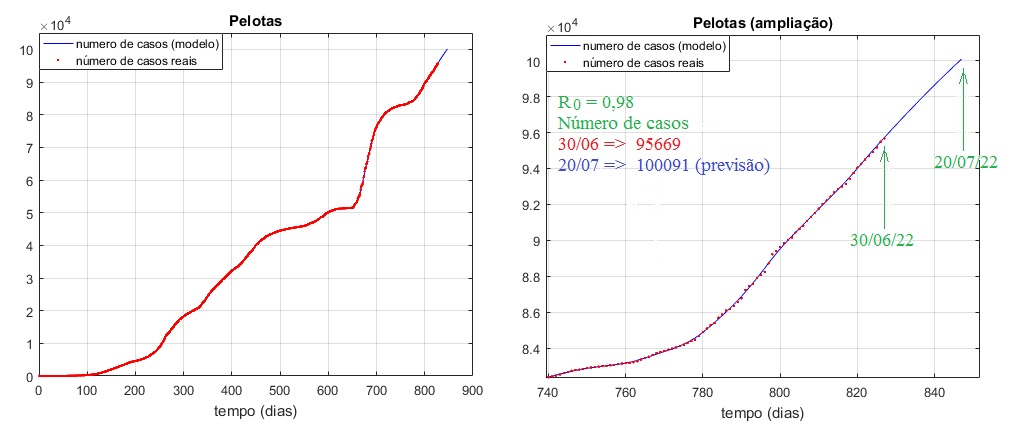 Pelotas
×10⁴
numero de casos (modelo)
número de casos reais
10
9
8
7
6
5
4
3
2
1
0
0 100 200 300 400 500 600 700 800 900
tempo (dias)
Pelotas (ampliação)
×10⁴
numero de casos (modelo)
número de casos reais
R0 = 0,98
Número de casos
30/06 => 95669
20/07 => 100091 (previsão)
20/07/22
30/06/22
10
9.6
9.8
9.4
9.2
9
8.8
8.6
8.4
740 760 780 800 820 840
tempo (dias)